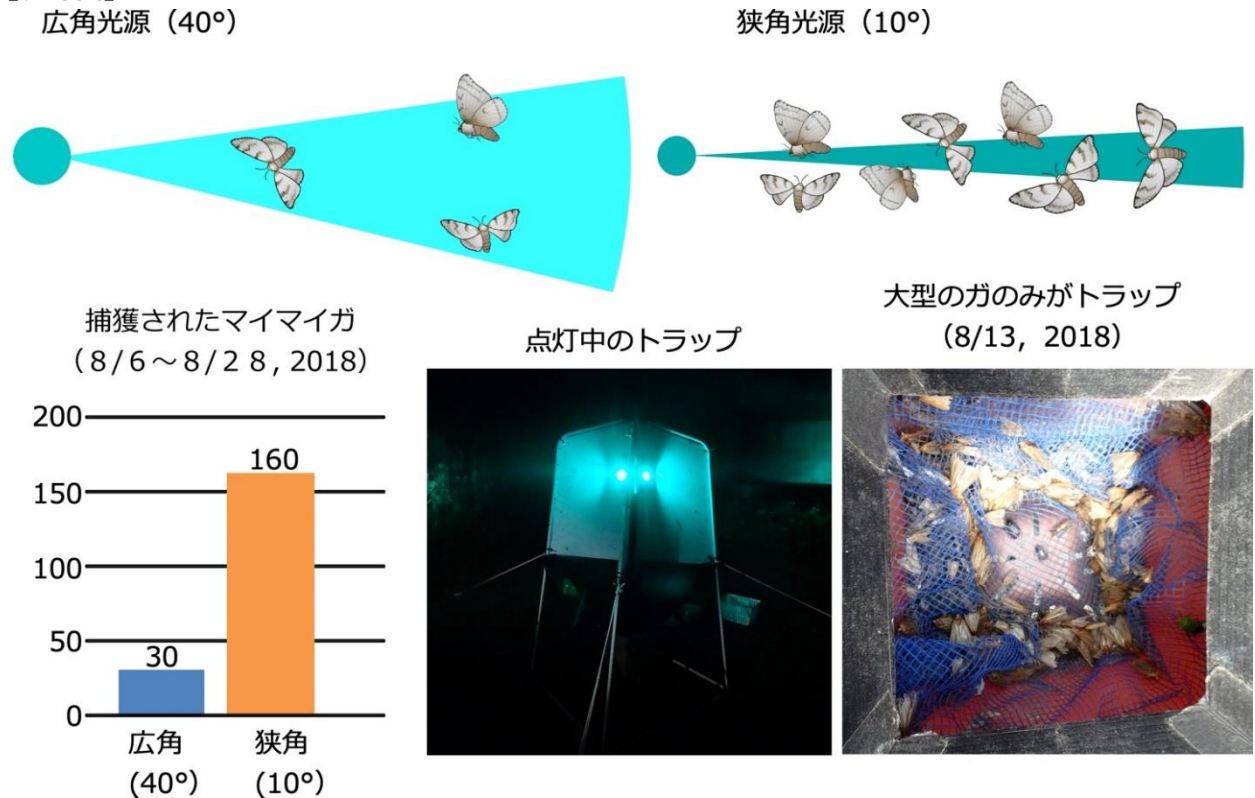 広角光源（40°）
狭角光源（10°）
捕獲されたマイマイガ
（８/６～８/２８, 2018）
200
150
100
50
0
30
160
広角
(40°)
狭角
(10°)
点灯中のトラップ
大型のガのみがトラップ
（8/13，2018）